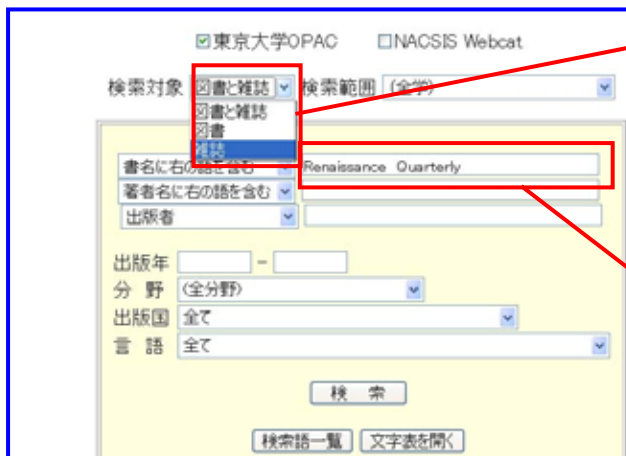 東京大学OPAC NACSIS Webcat
検索対象 図書と雑誌 検索範囲 (全学)
図書と雑誌
図書
雑誌
書名に右の語を含む Renaissance Quarterly
著者名に右の語を含む
出版者
出版年 -
分野 (全分野)
出版国 全て
言語 全て
検索
検索語一覧 文字表を開く